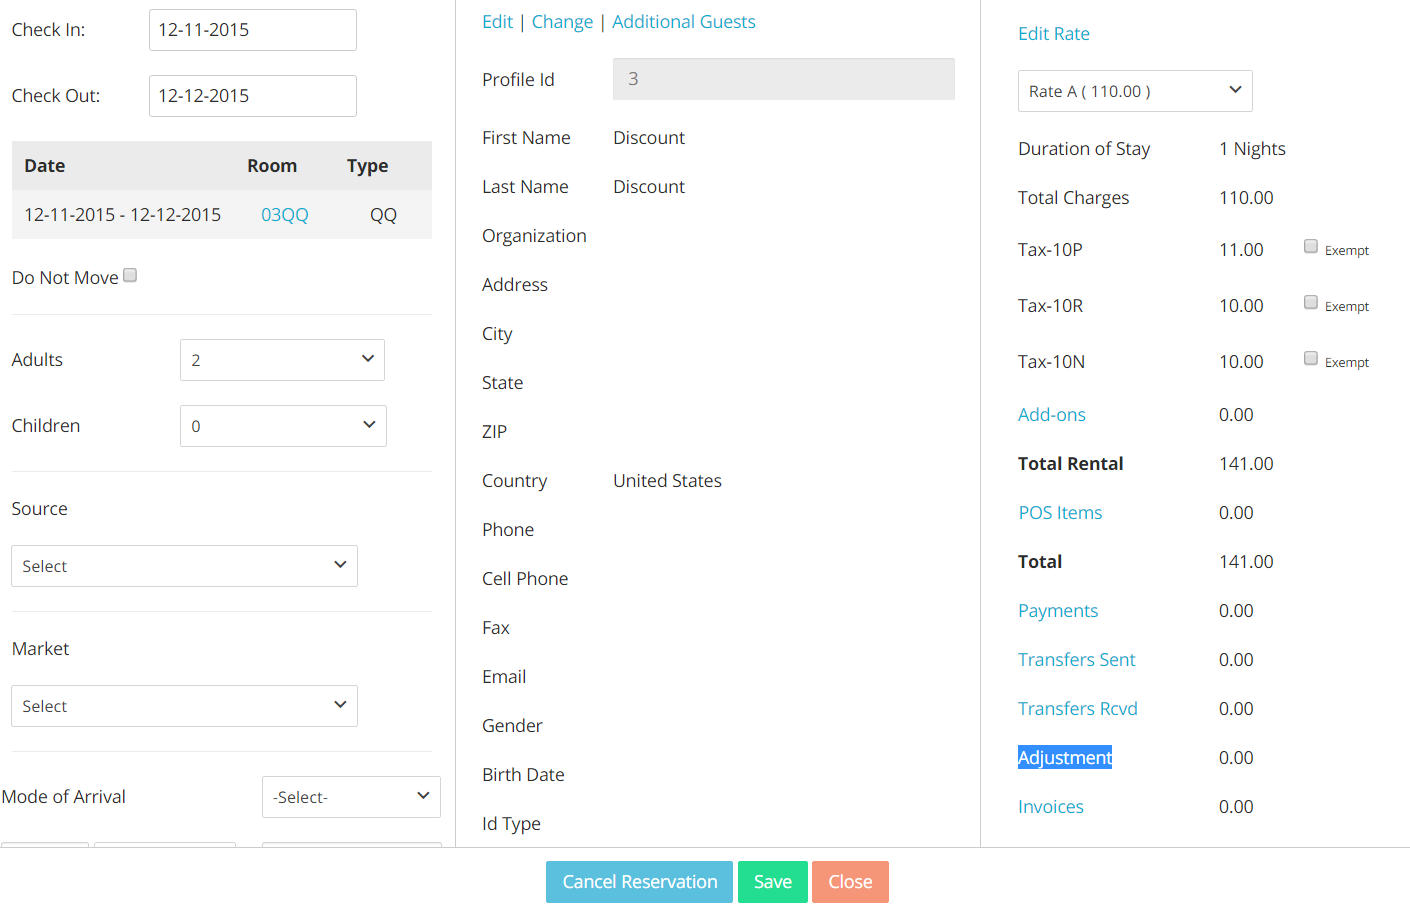 Check In: 12-11-2015
Check Out: 12-12-2015
Date Room Type
12-11-2015 - 12-12-2015 03QQ QQ
Do Not Move
Adults 2
Children 0
Source
Select
Market
Select
Mode of Arrival -Select-
Edit | Change | Additional Guests
Profile Id 3
First Name Discount
Last Name Discount
Organization
Address
City
State
ZIP
Country United States
Phone
Cell Phone
Fax
Email
Gender
Birth Date
Id Type
Edit Rate
Rate A ( 110.00 )
Duration of Stay 1 Nights
Total Charges 110.00
Tax-10P 11.00 Exempt
Tax-10R 10.00 Exempt
Tax-10N 10.00 Exempt
Add-ons 0.00
Total Rental 141.00
POS Items 0.00
Total 141.00
Payments 0.00
Transfers Sent 0.00
Transfers Rcvd 0.00
Adjustment 0.00
Invoices 0.00
Cancel Reservation Save Close